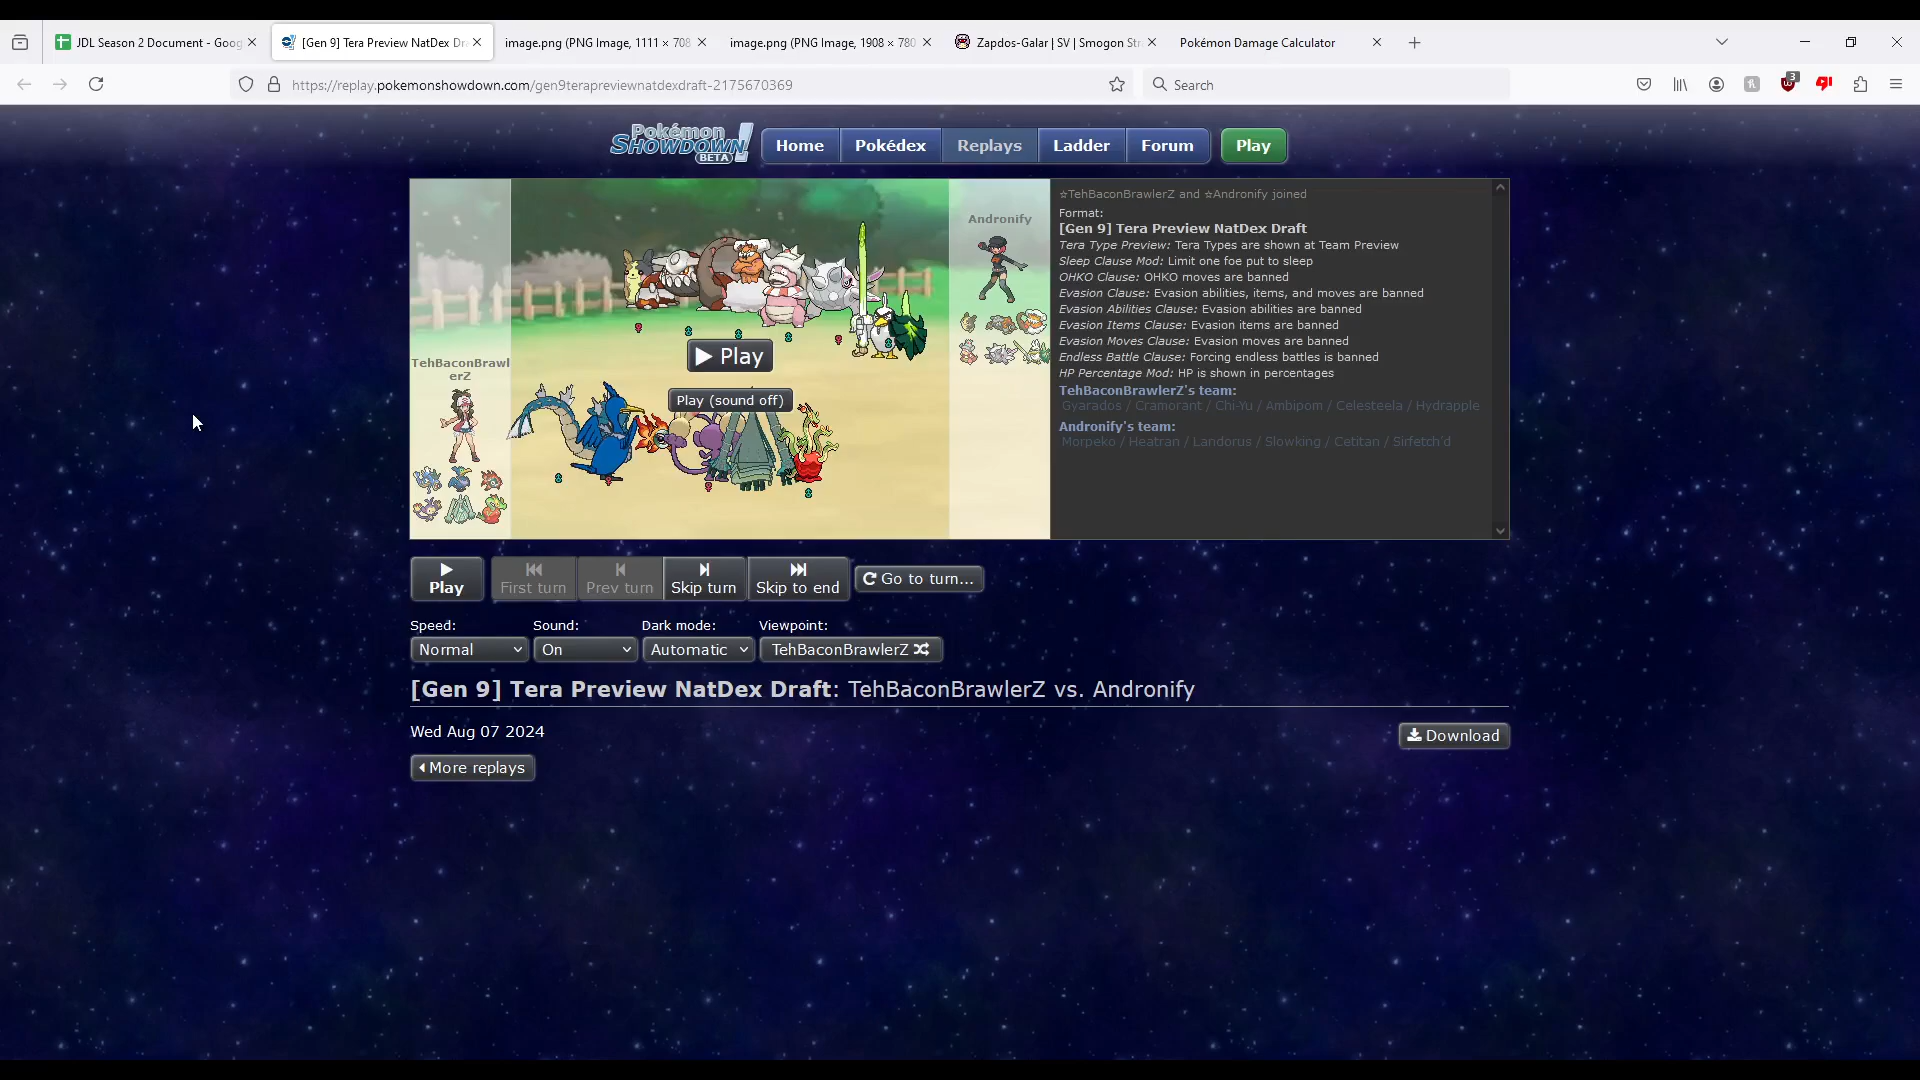 JDL Season 2 Document - Goog
[Gen 9] Tera Preview NatDex Dr
image.png (PNG Image, 1111 × 708
image.png (PNG Image, 1908 × 780
Zapdos-Galar | SV | Smogon Str
Pokémon Damage Calculator
https://replay.pokemonshowdown.com/gen9terapreviewnatdexdraft-2175670369
Search
3
Pokémon
SHOWDOWN!
BETA
Home
Pokédex
Replays
Ladder
Forum
Play
TehBaconBrawl
erZ
Andronify
Play
Play (sound off)
☆TehBaconBrawlerZ and ☆Andronify joined
Format:
[Gen 9] Tera Preview NatDex Draft
Tera Type Preview: Tera Types are shown at Team Preview
Sleep Clause Mod: Limit one foe put to sleep
OHKO Clause: OHKO moves are banned
Evasion Clause: Evasion abilities, items, and moves are banned
Evasion Abilities Clause: Evasion abilities are banned
Evasion Items Clause: Evasion items are banned
Evasion Moves Clause: Evasion moves are banned
Endless Battle Clause: Forcing endless battles is banned
HP Percentage Mod: HP is shown in percentages
TehBaconBrawlerZ's team:
Gyarados / Cramorant / Chi-Yu / Ambipom / Celesteela / Hydrapple
Andronify's team:
Morpeko / Heatran / Landorus / Slowking / Cetitan / Sirfetch'd
Play
First turn
Prev turn
Skip turn
Skip to end
Go to turn...
Speed:
Sound:
Dark mode:
Viewpoint:
Normal
On
Automatic
TehBaconBrawlerZ
[Gen 9] Tera Preview NatDex Draft: TehBaconBrawlerZ vs. Andronify
Wed Aug 07 2024
Download
More replays